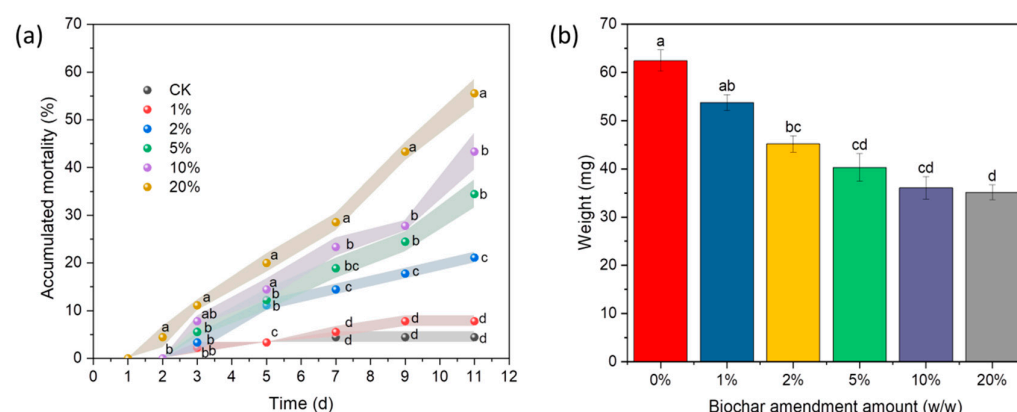 (a)
Accumulated mortality (%)
70
60
50
40
30
20
10
0
CK
1%
2%
5%
10%
20%
a
b
b
a
c
b
a
c
b
a
b
bc
c
d
d
a
b
b
c
d
d
a
ab
b
b
b b
a
b
b
c
a
b
d
d
0 1 2 3 4 5 6 7 8 9 10 11 12
Time (d)
(b)
Weight (mg)
70
60
50
40
30
20
10
0
a
ab
bc
cd
cd
d
0% 1% 2% 5% 10% 20%
Biochar amendment amount (w/w)